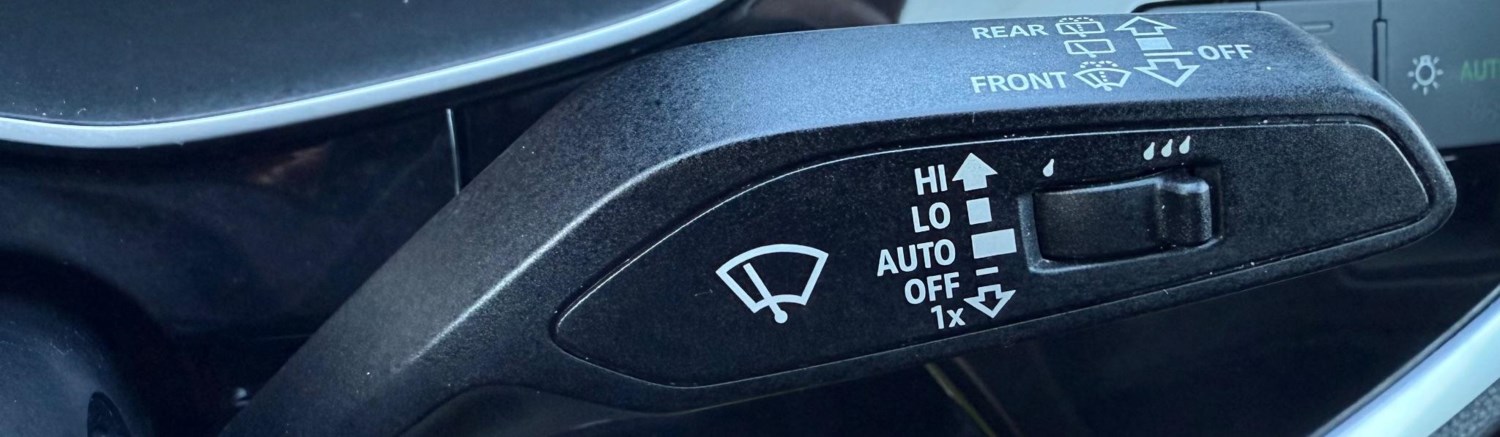 REAR
OFF
FRONT
HI
LO
AUTO
OFF
1x
AUT